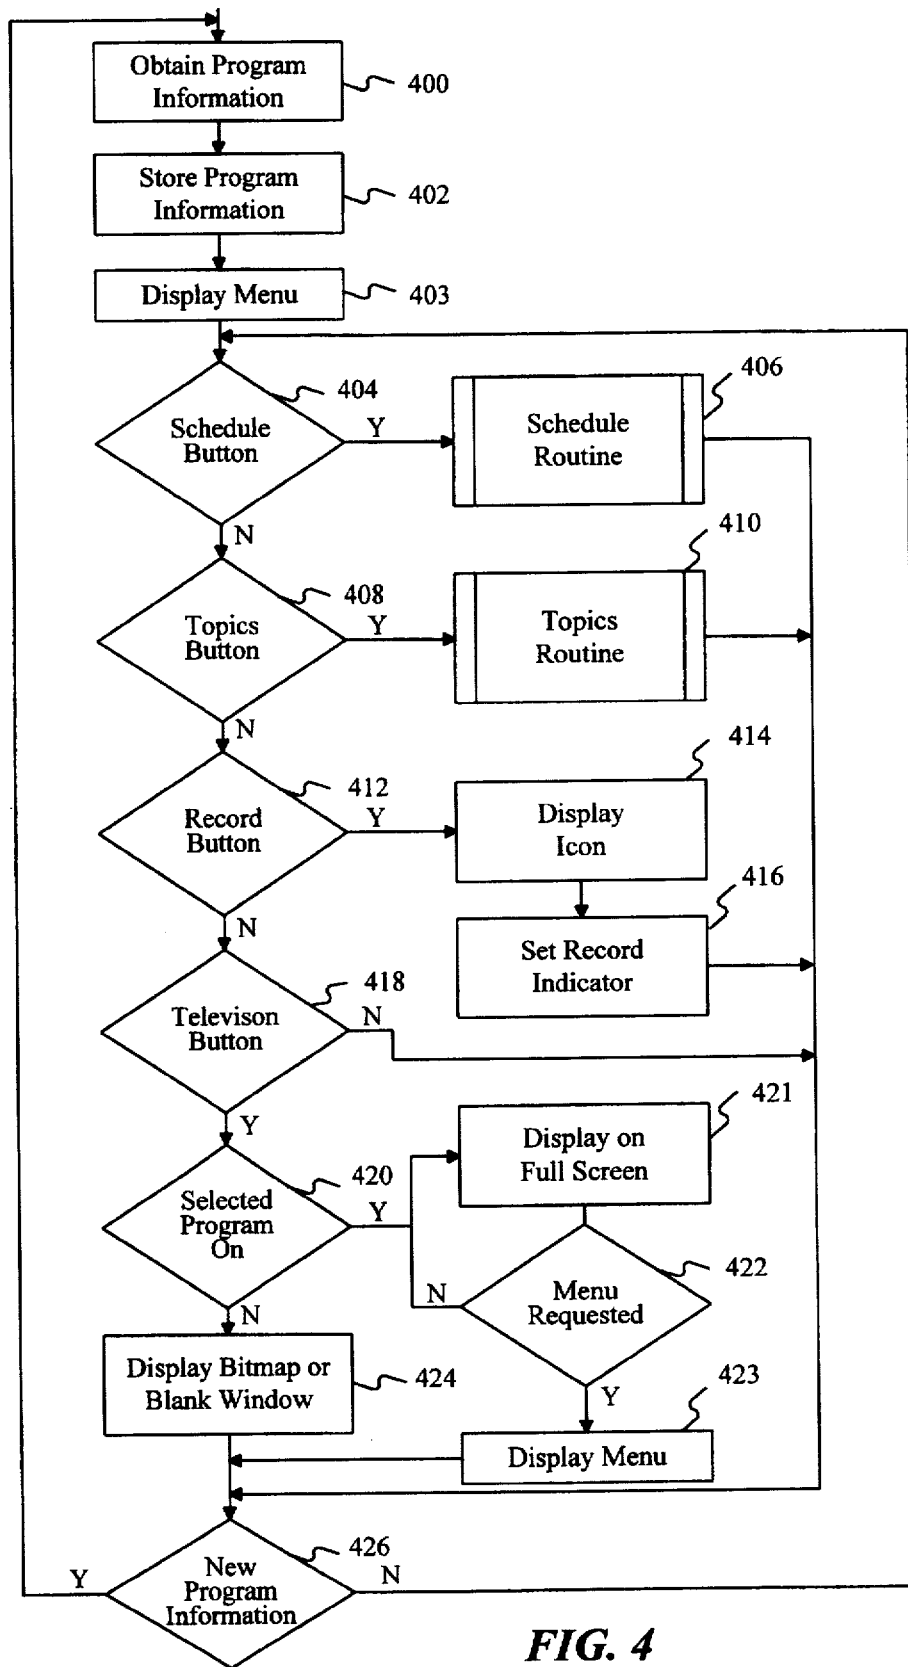 Obtain Program
Information
400
Store Program
Information
402
Display Menu
403
404
Schedule
Button
Y
Schedule
Routine
406
N
408
Topics
Button
Y
Topics
Routine
410
N
412
Record
Button
Y
Display
Icon
414
Set Record
Indicator
416
N
418
Televison
Button
N
Y
420
Selected
Program
On
Y
Display on
Full Screen
421
N
Menu
Requested
422
N
Display Bitmap or
Blank Window
424
Y
423
Display Menu
426
New
Program
Information
Y
N
FIG. 4